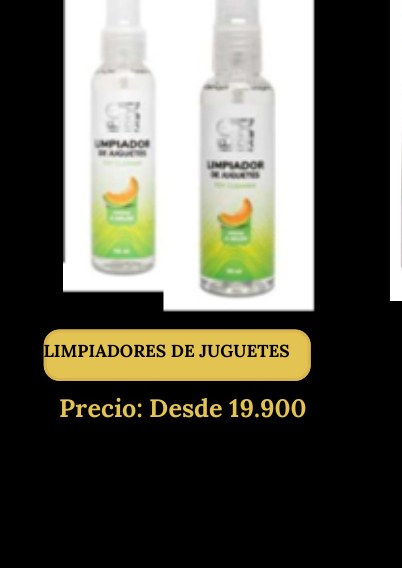 LIMPIADOR
DE JUGUETES
LIMPIADOR
DE JUGUETES
LIMPIADORES DE JUGUETES
Precio: Desde 19.900